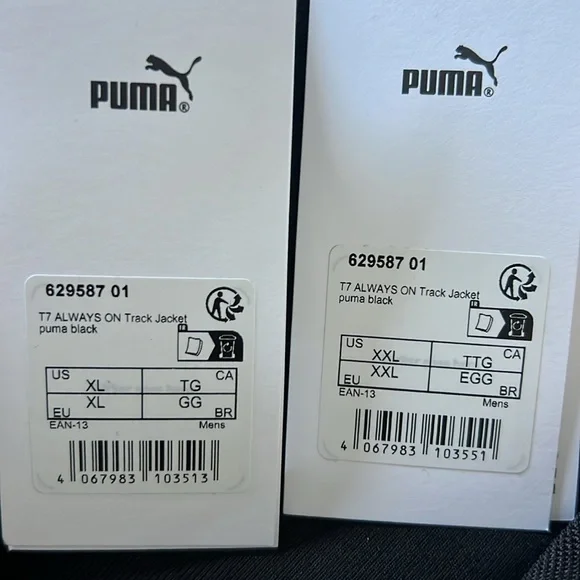 PUMA®
629587 01
T7 ALWAYS ON Track Jacket
puma black
US XL TG CA
EU XL GG BR
EAN-13 Mens
4 067983 103513
PUMA®
629587 01
T7 ALWAYS ON Track Jacket
puma black
US XXL TTG CA
EU XXL EGG BR
EAN-13 Mens
4 067983 103551